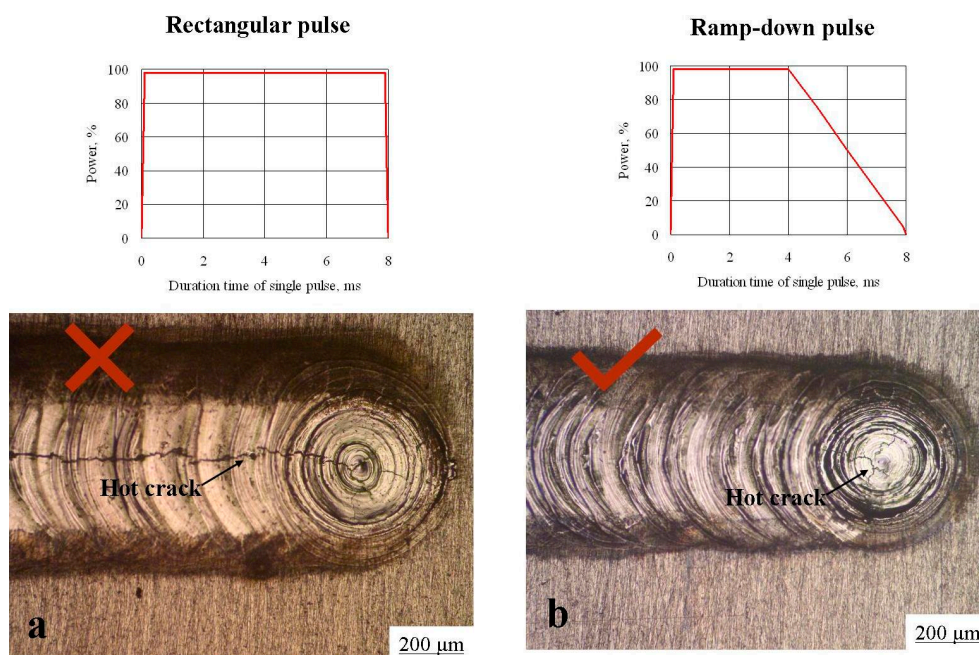 Rectangular pulse
100
80
60
40
20
0
Power, %
0 2 4 6 8
Duration time of single pulse, ms
Ramp-down pulse
100
80
60
40
20
0
Power, %
0 2 4 6 8
Duration time of single pulse, ms
Hot crack
a
200 μm
Hot crack
b
200 μm